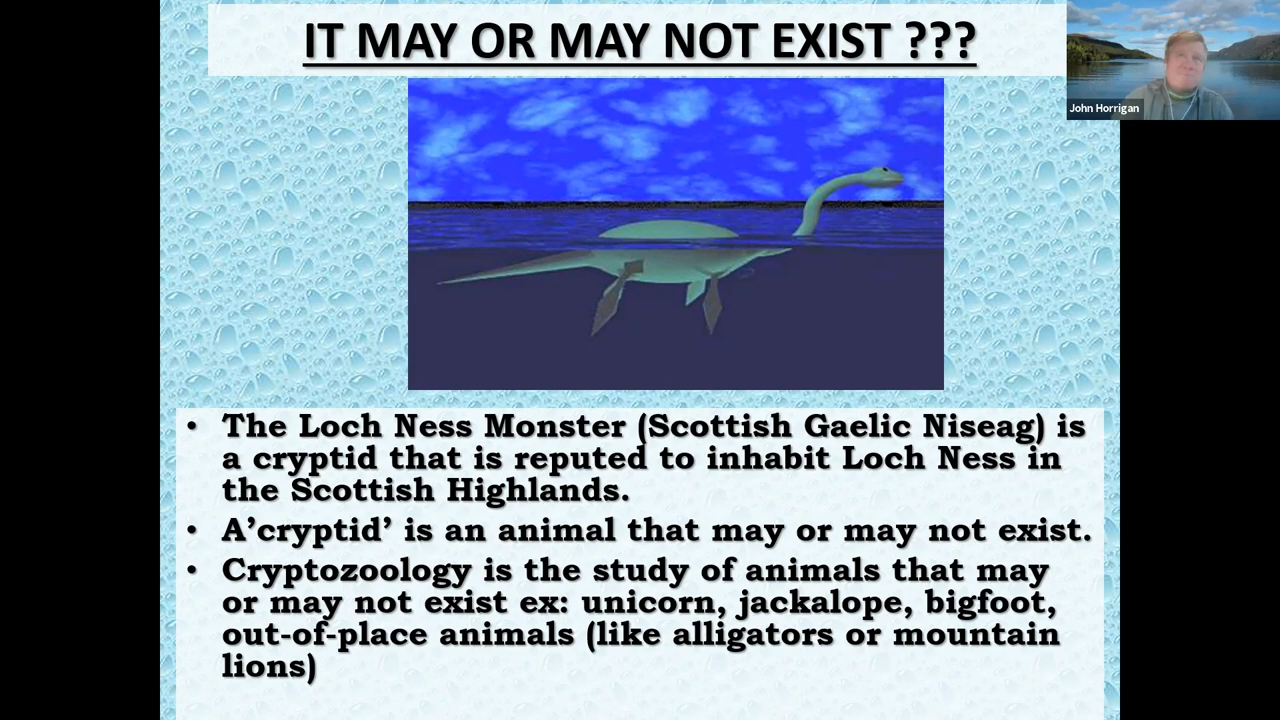 IT MAY OR MAY NOT EXIST ???
John Horrigan
• The Loch Ness Monster (Scottish Gaelic Niseag) is
a cryptid that is reputed to inhabit Loch Ness in
the Scottish Highlands.
• A’cryptid’ is an animal that may or may not exist.
• Cryptozoology is the study of animals that may
or may not exist ex: unicorn, jackalope, bigfoot,
out-of-place animals (like alligators or mountain
lions)